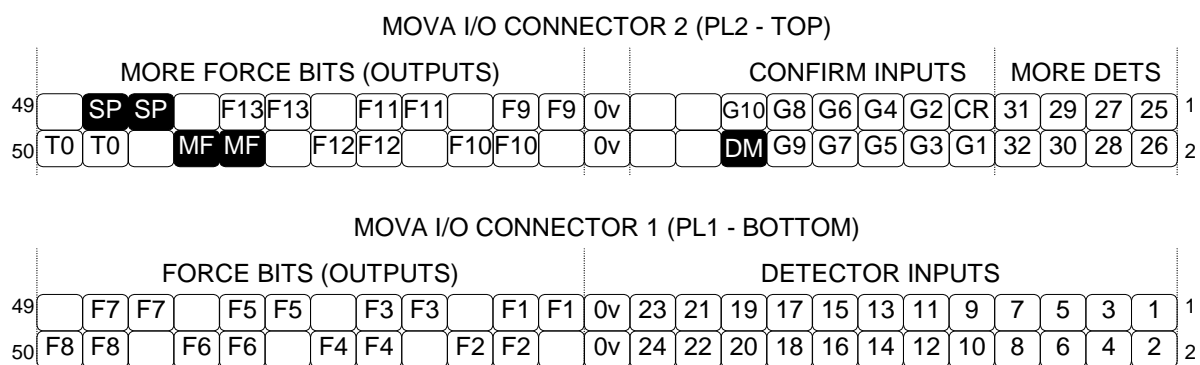 MOVA I/O CONNECTOR 2 (PL2 - TOP)
MORE FORCE BITS (OUTPUTS) CONFIRM INPUTS MORE DETS
49 SP SP F13 F13 F11 F11 F9 F9 0v G10 G8 G6 G4 G2 CR 31 29 27 25 1
50 T0 T0 MF MF F12 F12 F10 F10 0v DM G9 G7 G5 G3 G1 32 30 28 26 2
MOVA I/O CONNECTOR 1 (PL1 - BOTTOM)
FORCE BITS (OUTPUTS) DETECTOR INPUTS
49 F7 F7 F5 F5 F3 F3 F1 F1 0v 23 21 19 17 15 13 11 9 7 5 3 1 1
50 F8 F8 F6 F6 F4 F4 F2 F2 0v 24 22 20 18 16 14 12 10 8 6 4 2 2